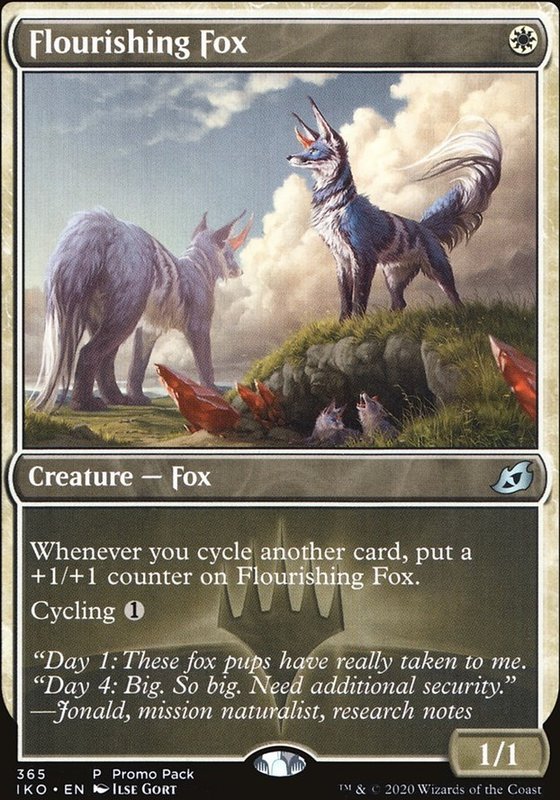 Flourishing Fox
Creature — Fox
Whenever you cycle another card, put a
+1/+1 counter on Flourishing Fox.
Cycling 1
“Day 1: These fox pups have really taken to me.
“Day 4: Big. So big. Need additional security.”
—Jonald, mission naturalist, research notes
1/1
365 P Promo Pack
IKO • EN Ilse Gort
™ & © 2020 Wizards of the Coast